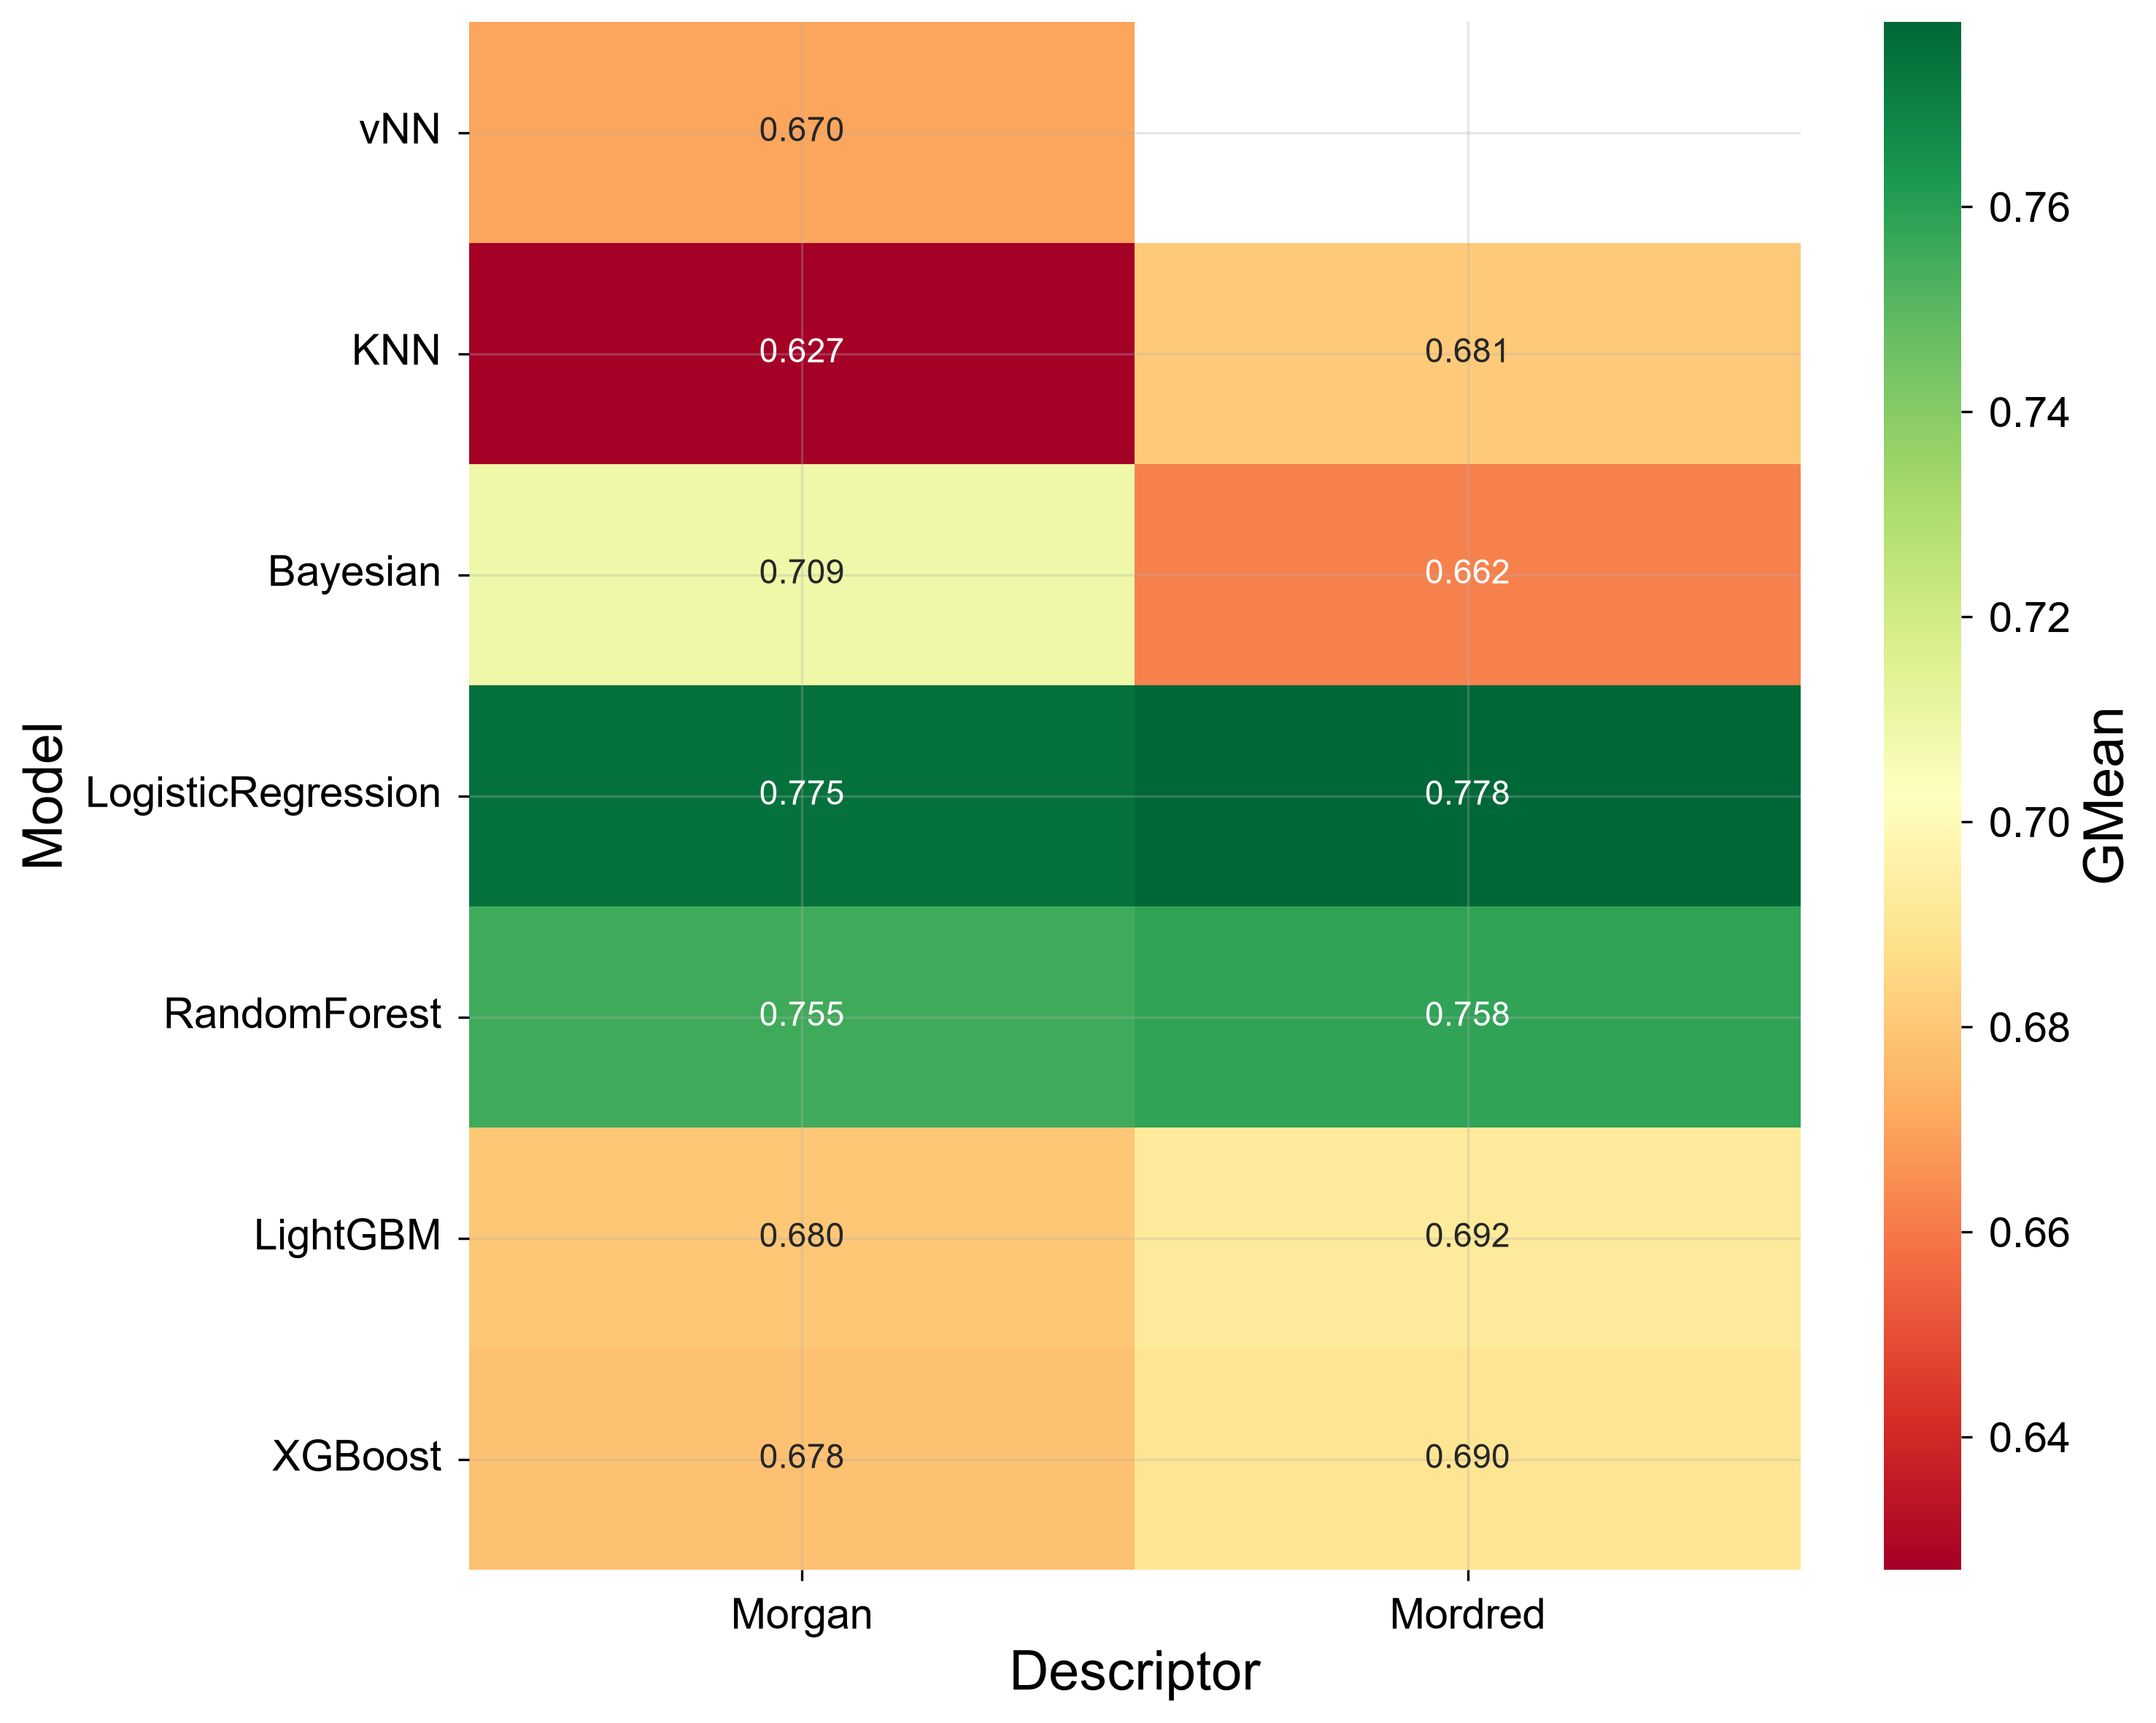 Model
vNN
0.670
KNN
0.627 0.681
Bayesian
0.709 0.662
LogisticRegression
0.775 0.778
RandomForest
0.755 0.758
LightGBM
0.680 0.692
XGBoost
0.678 0.690
Morgan Mordred
Descriptor
0.76
0.74
0.72
0.70
0.68
0.66
0.64
GMean